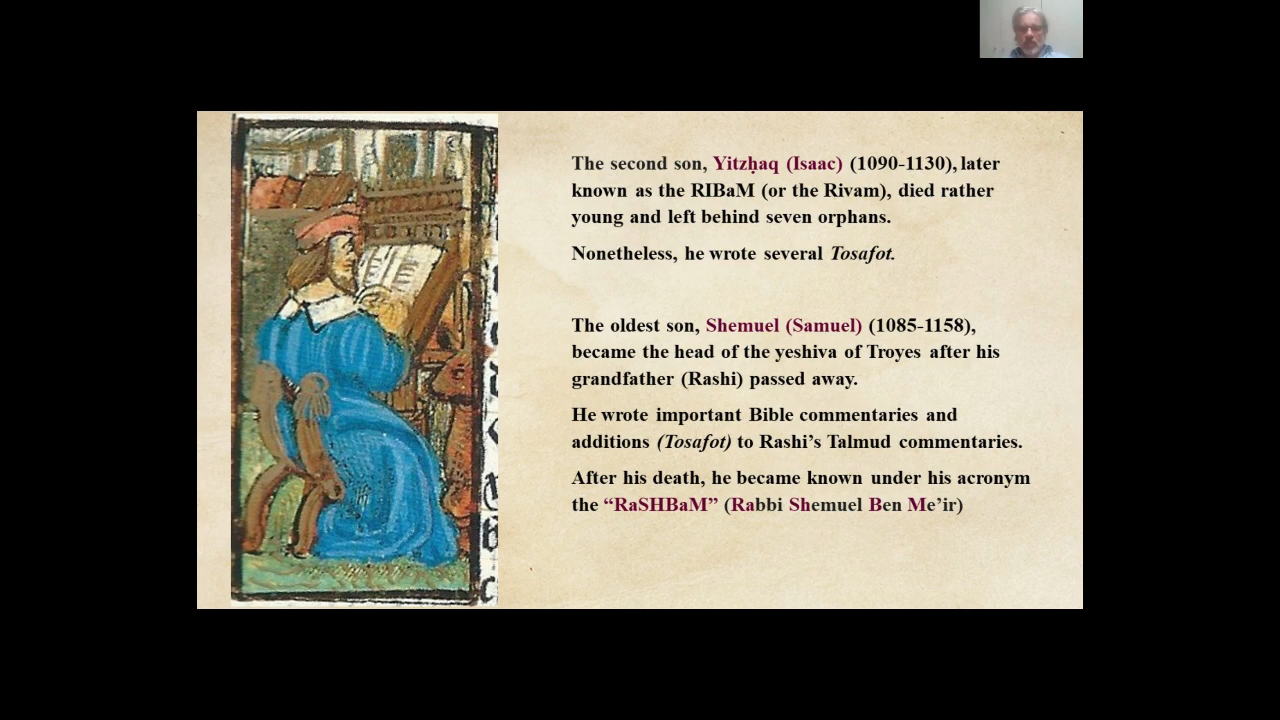 The second son, Yitzḥaq (Isaac) (1090-1130), later
known as the RIBaM (or the Rivam), died rather
young and left behind seven orphans.
Nonetheless, he wrote several Tosafot.
The oldest son, Shemuel (Samuel) (1085-1158),
became the head of the yeshiva of Troyes after his
grandfather (Rashi) passed away.
He wrote important Bible commentaries and
additions (Tosafot) to Rashi’s Talmud commentaries.
After his death, he became known under his acronym
the “RaSHBaM” (Rabbi Shemuel Ben Me’ir)